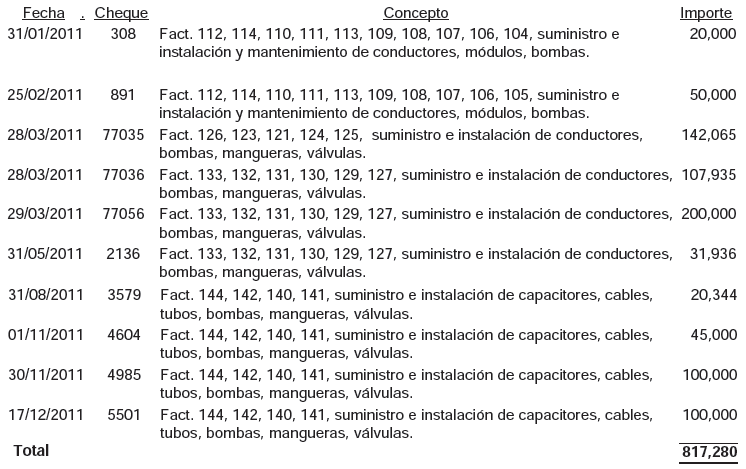 Fecha . Cheque Concepto Importe
31/01/2011 308 Fact. 112, 114, 110, 111, 113, 109, 108, 107, 106, 104, suministro e 20,000
instalación y mantenimiento de conductores, módulos, bombas.
25/02/2011 891 Fact. 112, 114, 110, 111, 113, 109, 108, 107, 106, 105, suministro e 50,000
instalación y mantenimiento de conductores, módulos, bombas.
28/03/2011 77035 Fact. 126, 123, 121, 124, 125, suministro e instalación de conductores, 142,065
bombas, mangueras, válvulas.
28/03/2011 77036 Fact. 133, 132, 131, 130, 129, 127, suministro e instalación de conductores, 107,935
bombas, mangueras, válvulas.
29/03/2011 77056 Fact. 133, 132, 131, 130, 129, 127, suministro e instalación de conductores, 200,000
bombas, mangueras, válvulas.
31/05/2011 2136 Fact. 133, 132, 131, 130, 129, 127, suministro e instalación de conductores, 31,936
bombas, mangueras, válvulas.
31/08/2011 3579 Fact. 144, 142, 140, 141, suministro e instalación de capacitores, cables, 20,344
tubos, bombas, mangueras, válvulas.
01/11/2011 4604 Fact. 144, 142, 140, 141, suministro e instalación de capacitores, cables, 45,000
tubos, bombas, mangueras, válvulas.
30/11/2011 4985 Fact. 144, 142, 140, 141, suministro e instalación de capacitores, cables, 100,000
tubos, bombas, mangueras, válvulas.
17/12/2011 5501 Fact. 144, 142, 140, 141, suministro e instalación de capacitores, cables, 100,000
tubos, bombas, mangueras, válvulas.
Total 817,280